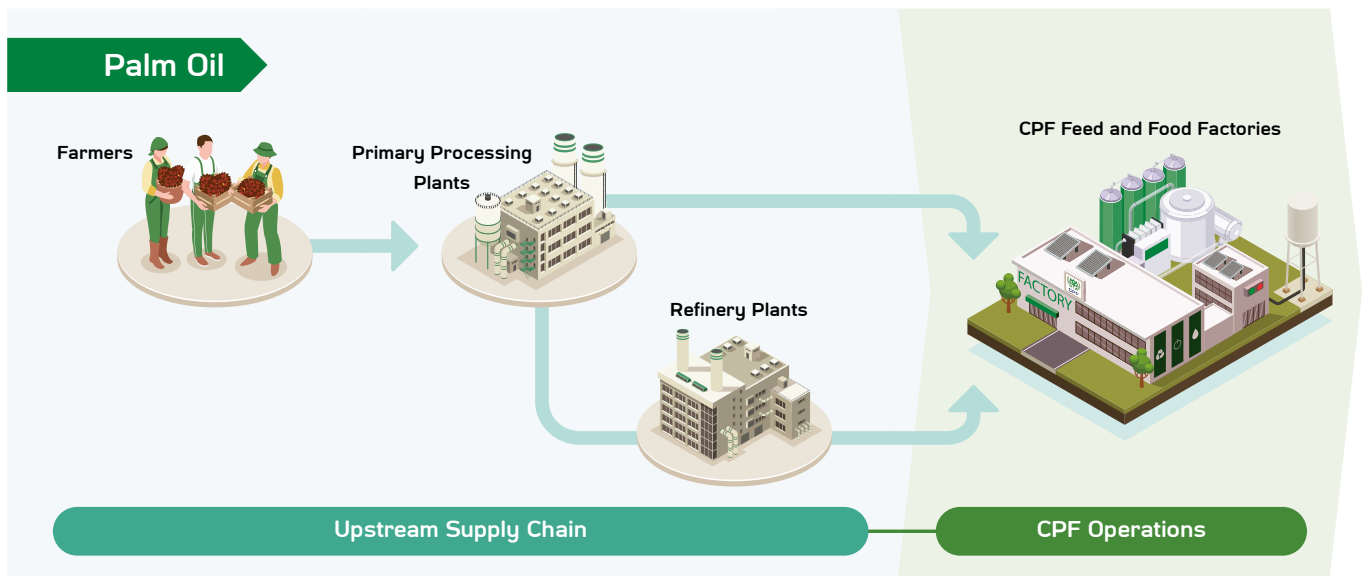 Palm Oil
Farmers
Primary Processing
Plants
CPF Feed and Food Factories
FACTORY
Refinery Plants
Upstream Supply Chain
CPF Operations